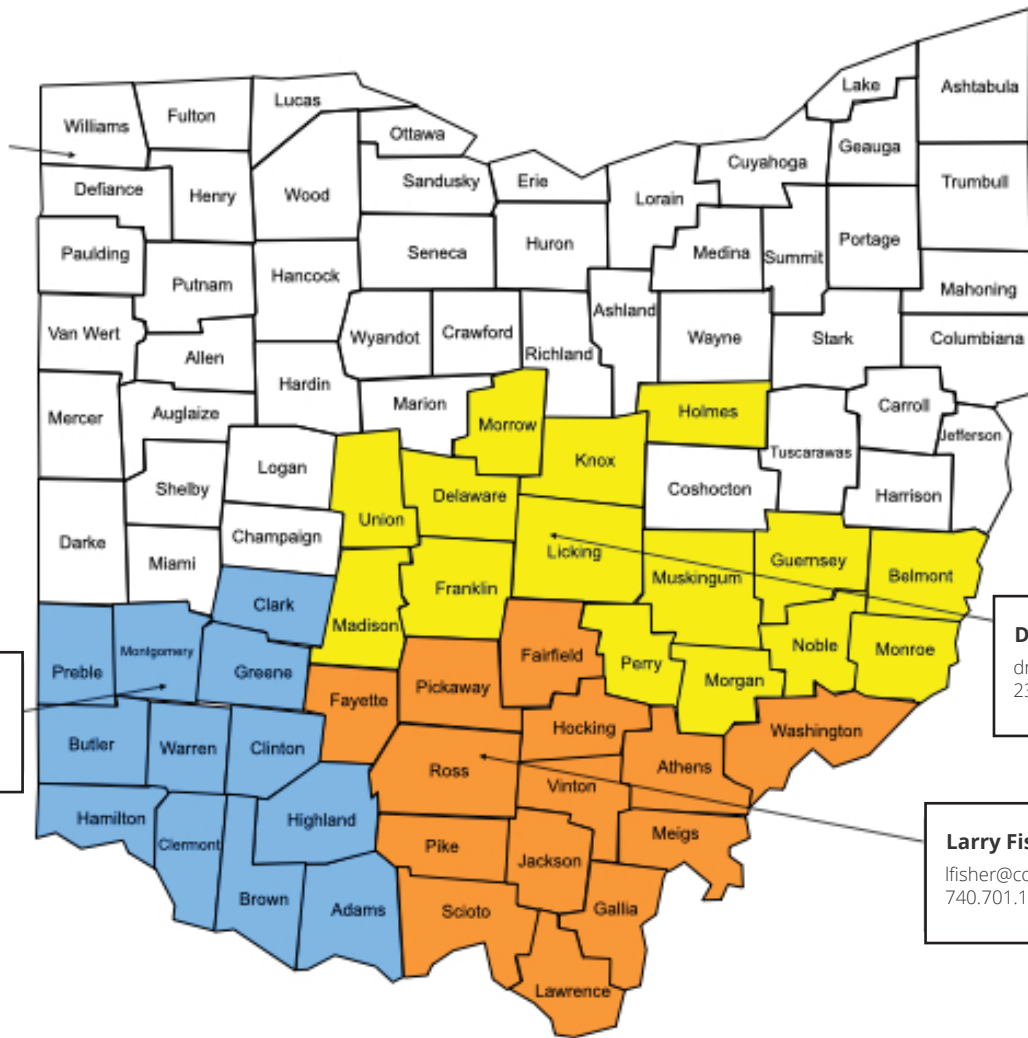 Lake
Ashtabula
Lucas
Fulton
Williams
Ottawa
Geauga
Cuyahoga
Trumbull
Defiance
Henry
Wood
Sandusky
Erie
Lorain
Paulding
Putnam
Hancock
Seneca
Huron
Medina
Summit
Portage
Mahoning
Van Wert
Allen
Wyandot
Crawford
Richland
Ashland
Wayne
Stark
Columbiana
Mercer
Auglaize
Hardin
Marion
Morrow
Holmes
Carroll
Jefferson
Tuscarawas
Logan
Shelby
Knox
Coshocton
Harrison
Delaware
Union
Champaign
Darke
Miami
Licking
Guernsey
Belmont
Muskingum
Franklin
Clark
Madison
Noble
Monroe
Perry
Morgan
Fairfield
Montgomery
Preble
Greene
Pickaway
Fayette
Hocking
Washington
Butler
Warren
Clinton
Ross
Athens
Vinton
Hamilton
Clermont
Highland
Pike
Jackson
Meigs
Brown
Adams
Scioto
Gallia
Lawrence
D
dr
23
Larry Fis
lfisher@co
740.701.1